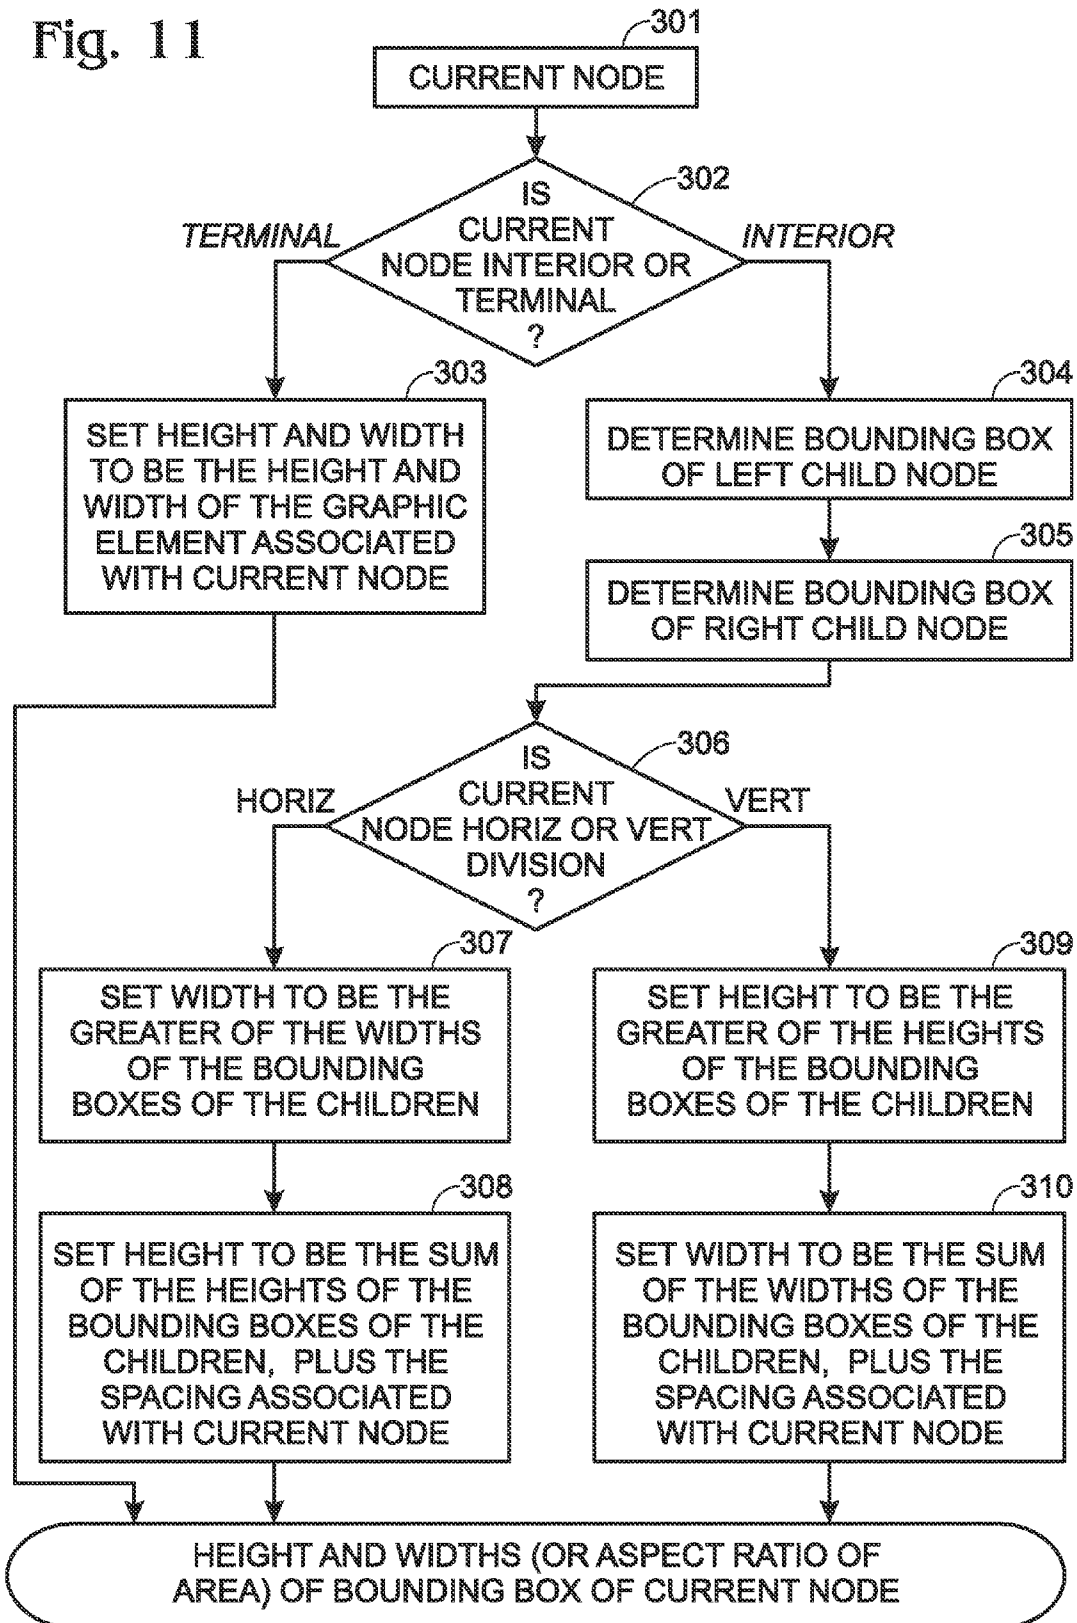 Fig. 11
301
CURRENT NODE
302
IS
CURRENT
NODE INTERIOR OR
TERMINAL
?
TERMINAL
INTERIOR
303
SET HEIGHT AND WIDTH
TO BE THE HEIGHT AND
WIDTH OF THE GRAPHIC
ELEMENT ASSOCIATED
WITH CURRENT NODE
304
DETERMINE BOUNDING BOX
OF LEFT CHILD NODE
305
DETERMINE BOUNDING BOX
OF RIGHT CHILD NODE
306
IS
CURRENT
NODE HORIZ OR VERT
DIVISION
?
HORIZ
VERT
307
SET WIDTH TO BE THE
GREATER OF THE WIDTHS
OF THE BOUNDING
BOXES OF THE CHILDREN
309
SET HEIGHT TO BE THE
GREATER OF THE HEIGHTS
OF THE BOUNDING
BOXES OF THE CHILDREN
308
SET HEIGHT TO BE THE SUM
OF THE HEIGHTS OF THE
BOUNDING BOXES OF THE
CHILDREN, PLUS THE
SPACING ASSOCIATED
WITH CURRENT NODE
310
SET WIDTH TO BE THE SUM
OF THE WIDTHS OF THE
BOUNDING BOXES OF THE
CHILDREN, PLUS THE
SPACING ASSOCIATED
WITH CURRENT NODE
HEIGHT AND WIDTHS (OR ASPECT RATIO OF
AREA) OF BOUNDING BOX OF CURRENT NODE